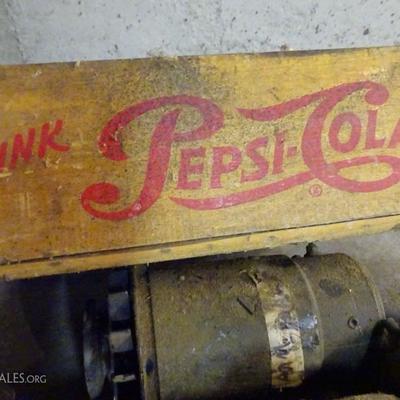 INK PEPSI-COLA
®
ALES.ORG